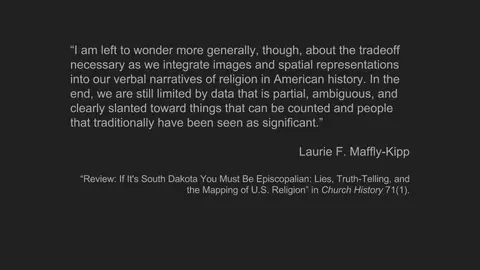 “I am left to wonder more generally, though, about the tradeoff
necessary as we integrate images and spatial representations
into our verbal narratives of religion in American history. In the
end, we are still limited by data that is partial, ambiguous, and
clearly slanted toward things that can be counted and people
that traditionally have been seen as significant.”
Laurie F. Maffly-Kipp
“Review: If It's South Dakota You Must Be Episcopalian: Lies, Truth-Telling, and
the Mapping of U.S. Religion” in Church History 71(1).